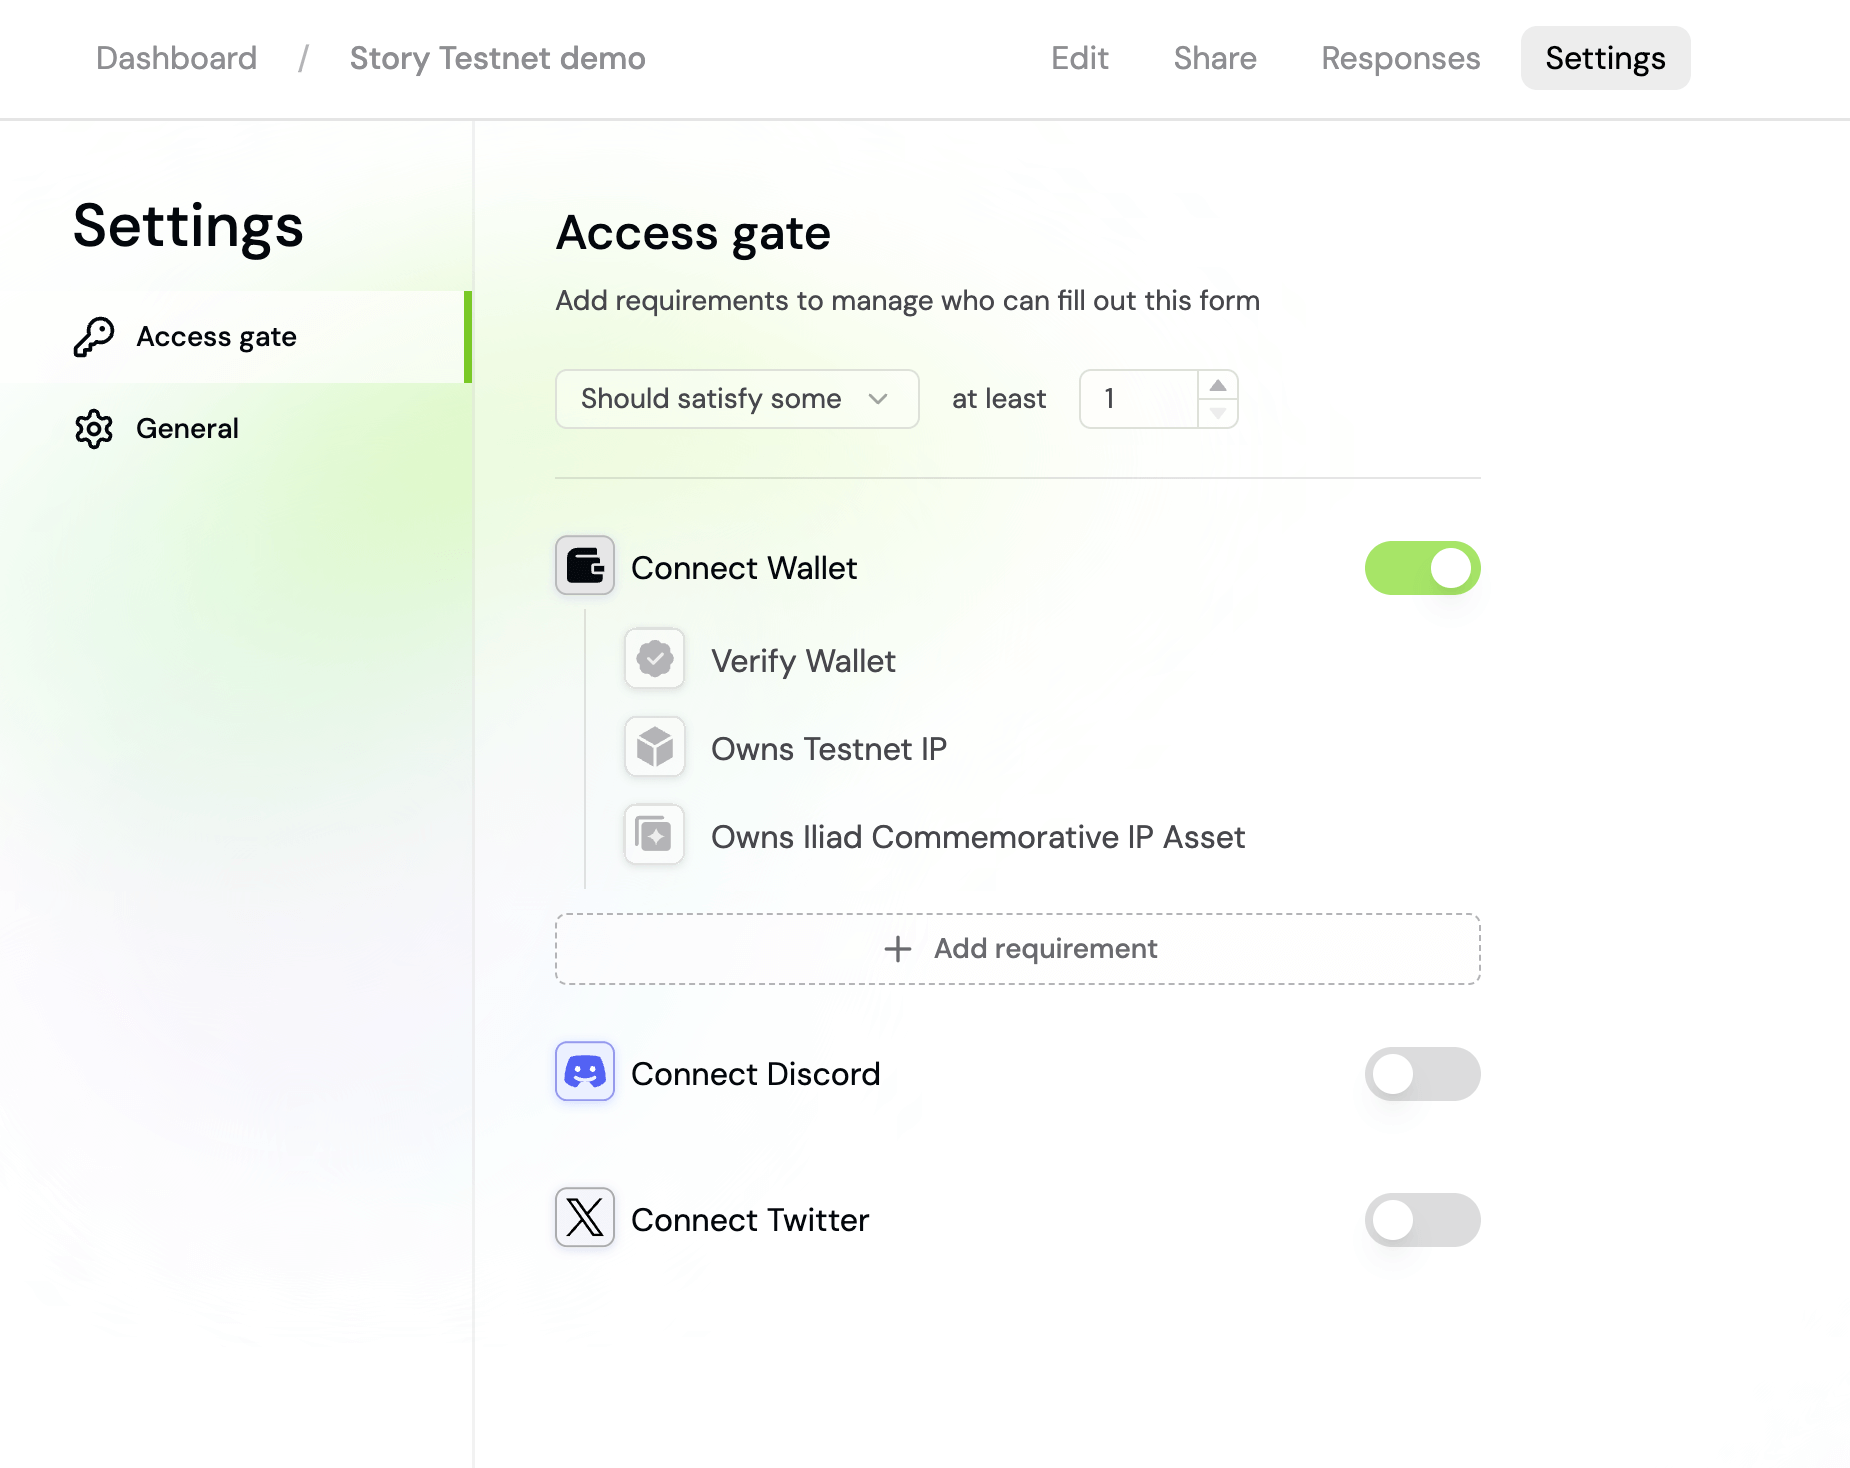 Dashboard / Story Testnet demo Edit Share Responses Settings
Settings
Access gate
General
Access gate
Add requirements to manage who can fill out this form
Should satisfy some at least 1
Connect Wallet
Verify Wallet
Owns Testnet IP
Owns Iliad Commemorative IP Asset
+ Add requirement
Connect Discord
Connect Twitter